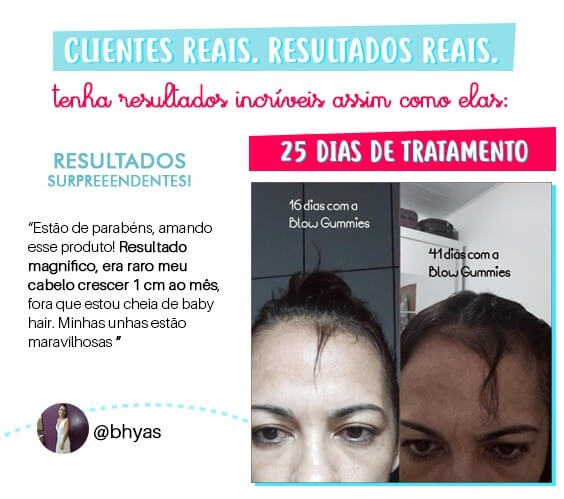 CLIENTES REAIS. RESULTADOS REAIS.
tenha resultados incríveis assim como elas:
RESULTADOS
SURPREEENDENTES!
“Estão de parabéns, amando
esse produto! Resultado
magnífico, era raro meu
cabelo crescer 1 cm ao mês,
fora que estou cheia de baby
hair. Minhas unhas estão
maravilhosas ”
@bhyas
25 DIAS DE TRATAMENTO
16 dias com a
Blow Gummies
41 dias com a
Blow Gummies